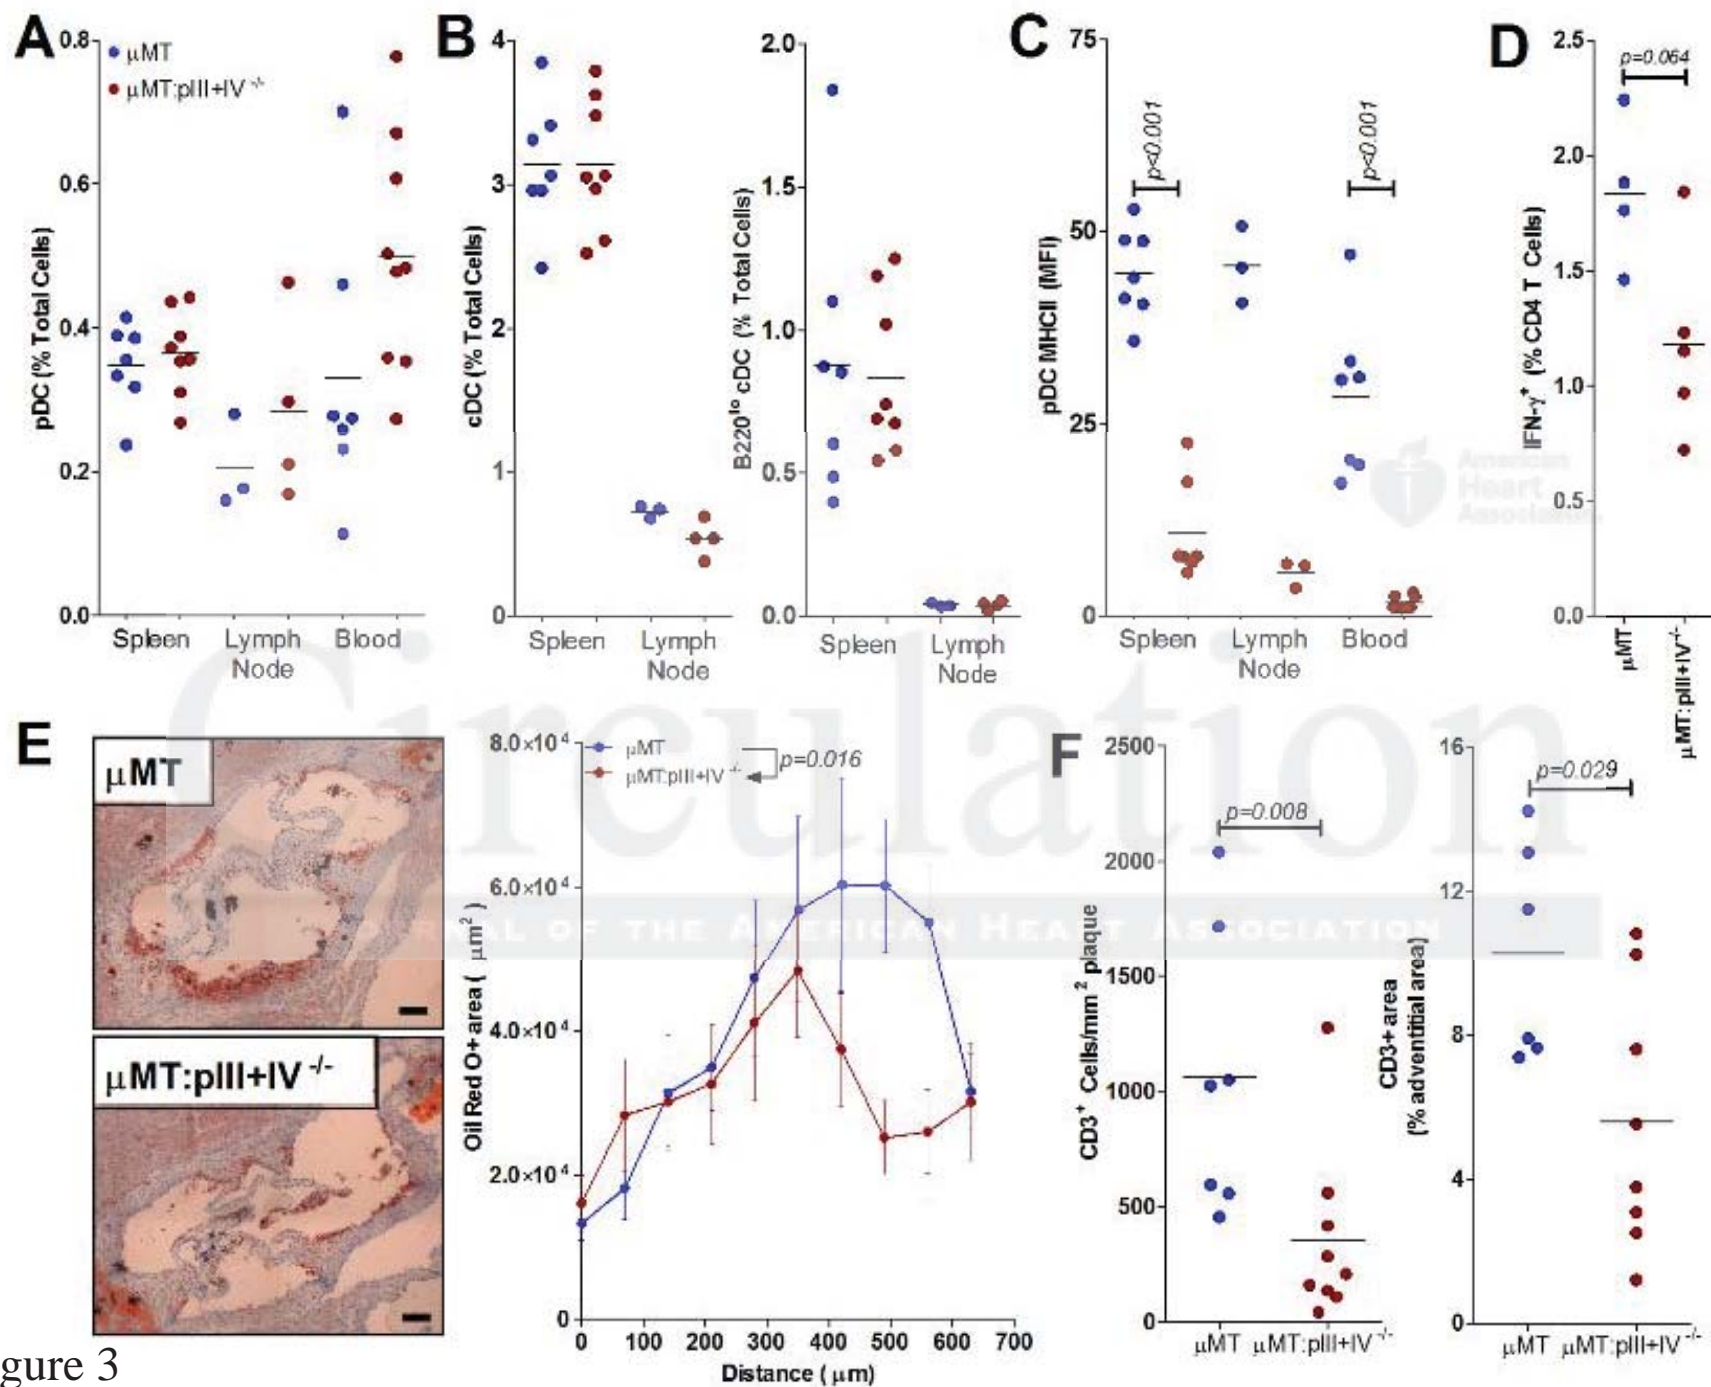 A
0.8
0.6
0.4
0.2
0.0
pDC (% Total Cells)
μMT
μMT:pIII+IV -/-
Spleen
Lymph
Node
Blood
B
4
3
2
1
0
cDC (% Total Cells)
Spleen
Lymph
Node
2.0
1.5
1.0
0.5
0.0
B220lo cDC (% Total Cells)
Spleen
Lymph
Node
C
75
50
25
0
pDC MHCII (MFI)
p<0.001
p<0.001
Spleen
Lymph
Node
Blood
D
2.5
2.0
1.5
1.0
0.5
0.0
IFN-γ+ (% CD4 T Cells)
p=0.064
μMT
μMT:pIII+IV-/-
American
Heart
Association
Circulation
JOURNAL OF THE AMERICAN HEART ASSOCIATION
E
μMT
μMT:pIII+IV -/-
8.0×10⁴
6.0×10⁴
4.0×10⁴
2.0×10⁴
0
Oil Red O+ area ( μm²)
μMT
μMT:pIII+IV -/-
p=0.016
0 100 200 300 400 500 600 700
Distance ( μm)
F
2500
2000
1500
1000
500
0
CD3+ Cells/mm² plaque
p=0.008
μMT μMT:pIII+IV -/-
16
12
8
4
0
CD3+ area
(% adventitial area)
p=0.029
μMT μMT:pIII+IV -/-
gure 3